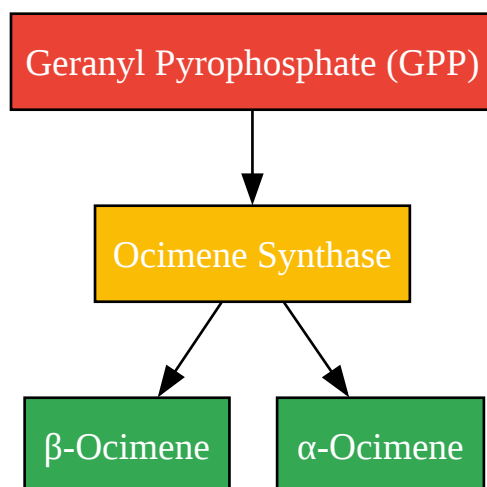 Geranyl Pyrophosphate (GPP)
Ocimene Synthase
β-Ocimene
α-Ocimene